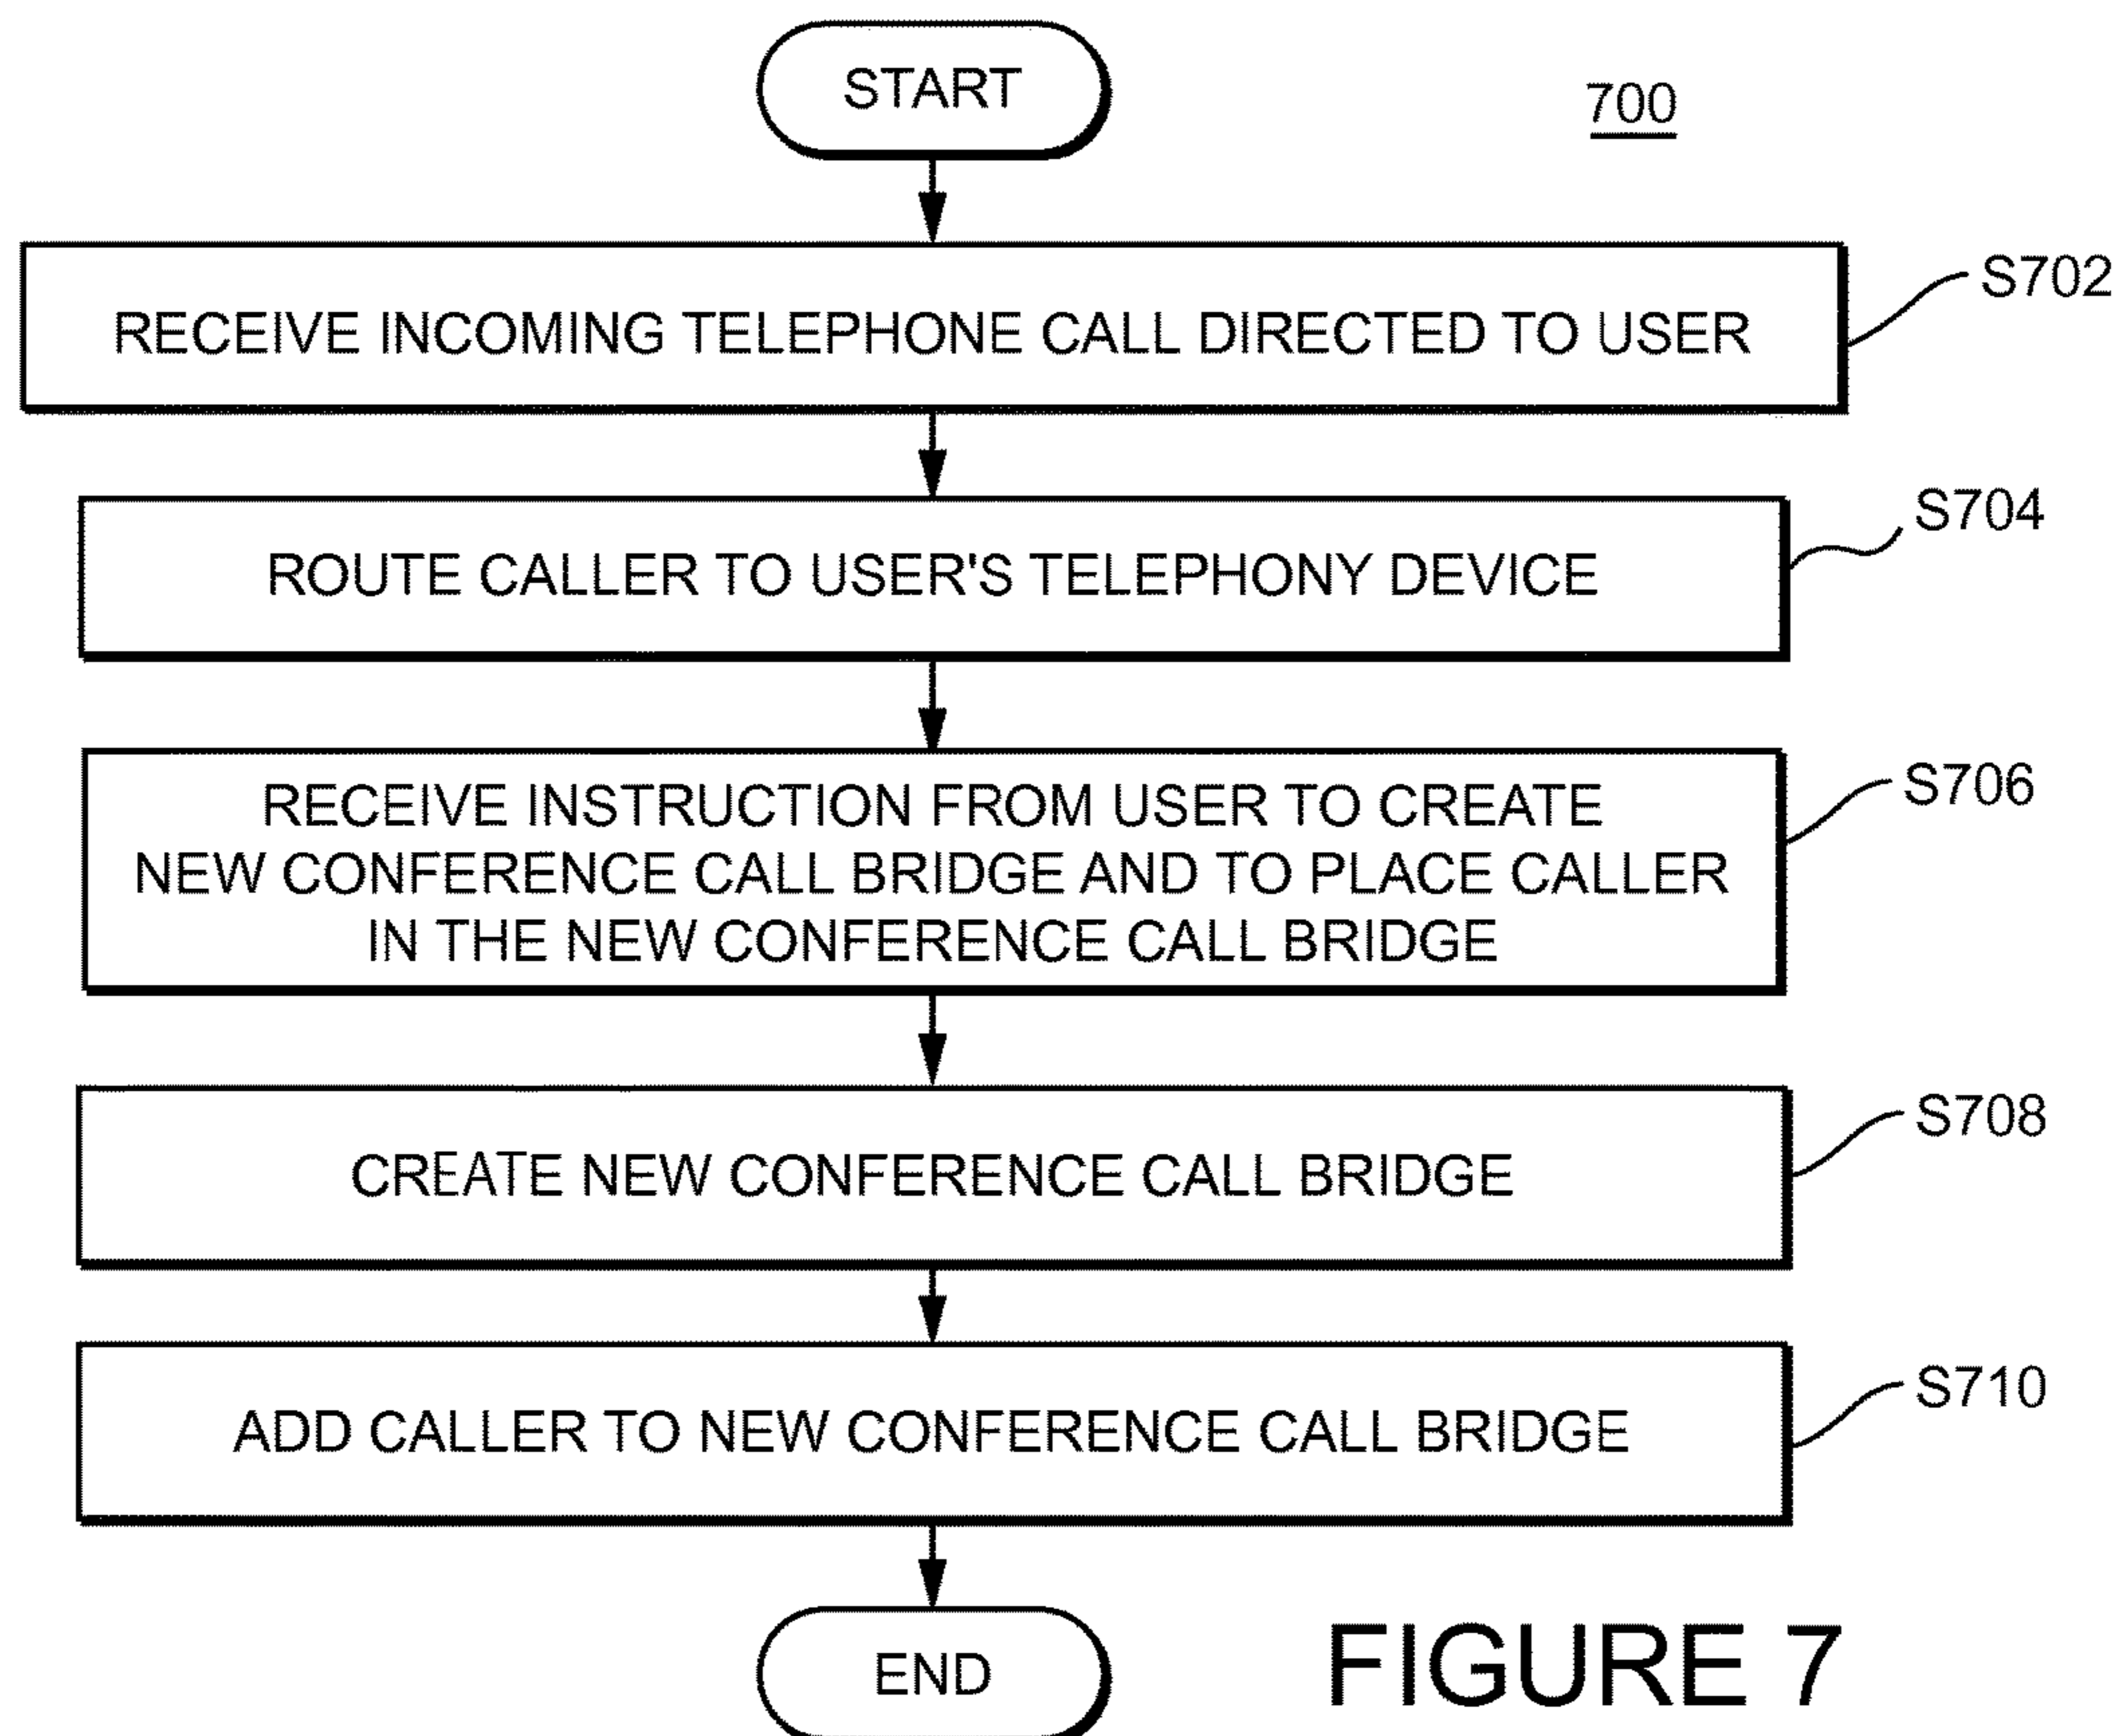 START
700
RECEIVE INCOMING TELEPHONE CALL DIRECTED TO USER
S702
ROUTE CALLER TO USER'S TELEPHONY DEVICE
S704
RECEIVE INSTRUCTION FROM USER TO CREATE
NEW CONFERENCE CALL BRIDGE AND TO PLACE CALLER
IN THE NEW CONFERENCE CALL BRIDGE
S706
CREATE NEW CONFERENCE CALL BRIDGE
S708
ADD CALLER TO NEW CONFERENCE CALL BRIDGE
S710
END
FIGURE 7